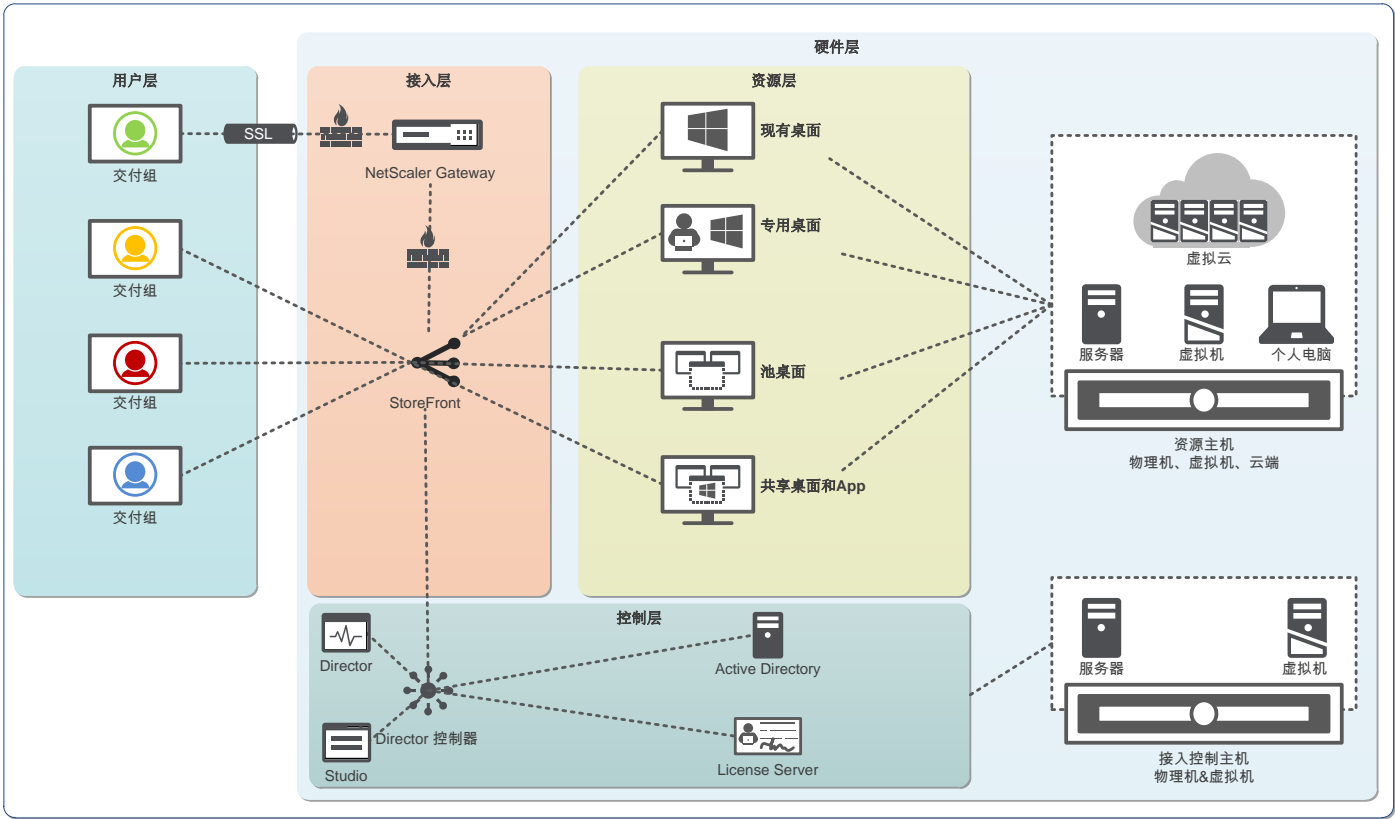 硬件层
用户层
交付组
交付组
交付组
交付组
SSL
接入层
NetScaler Gateway
StoreFront
资源层
现有桌面
专用桌面
池桌面
共享桌面和App
控制层
Director
Studio
Director 控制器
Active Directory
License Server
虚拟云
服务器
虚拟机
个人电脑
资源主机
物理机、虚拟机、云端
服务器
虚拟机
接入控制主机
物理机&虚拟机